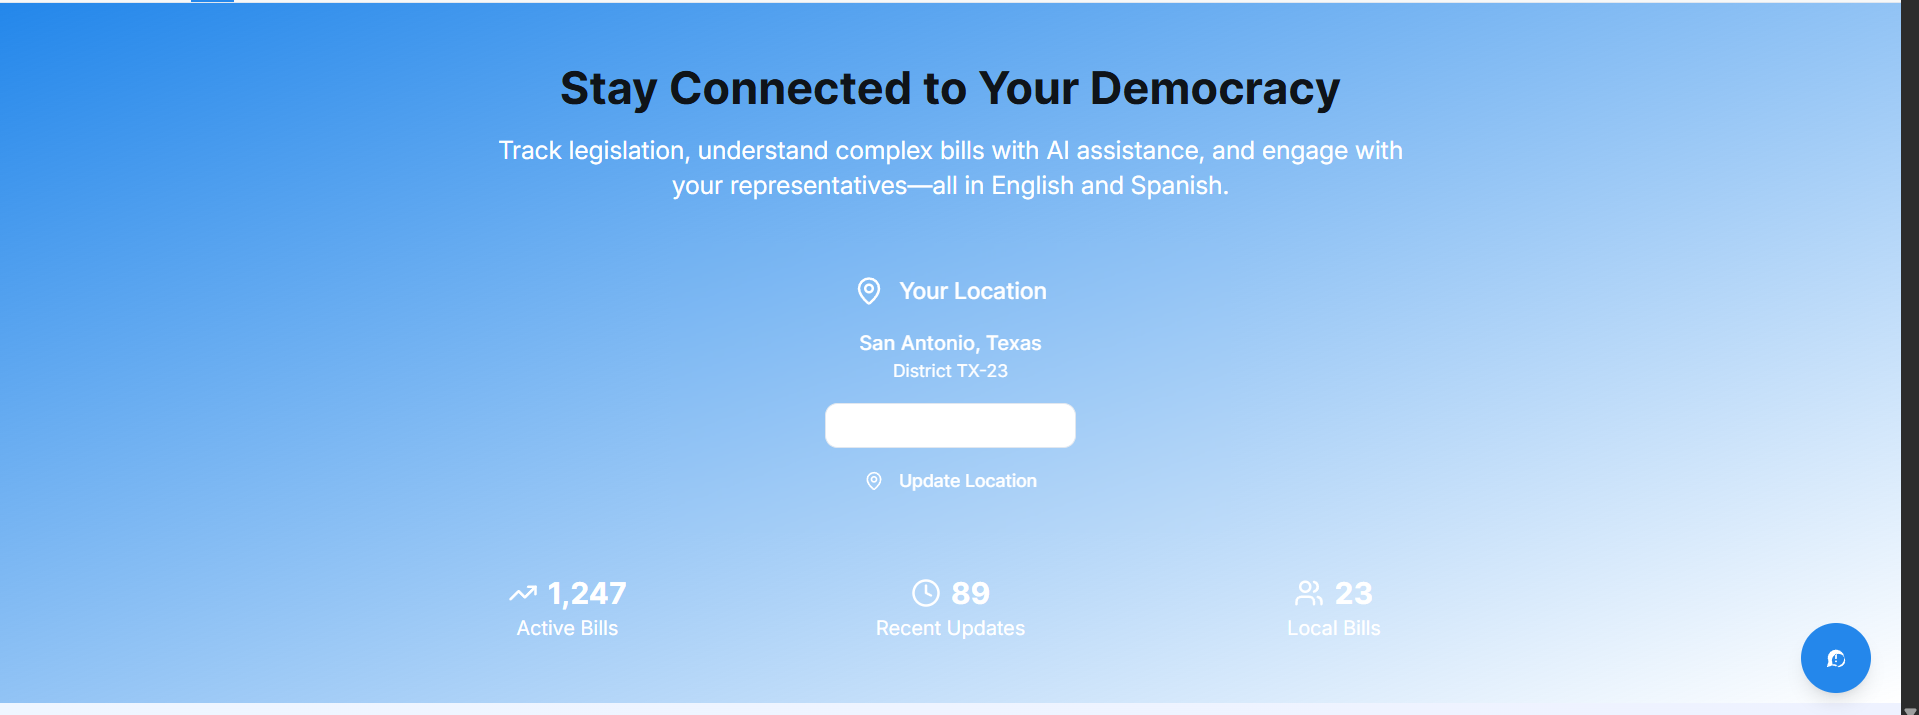 Stay Connected to Your Democracy
Track legislation, understand complex bills with AI assistance, and engage with
your representatives—all in English and Spanish.
Your Location
San Antonio, Texas
District TX-23
Update Location
1,247
Active Bills
89
Recent Updates
23
Local Bills